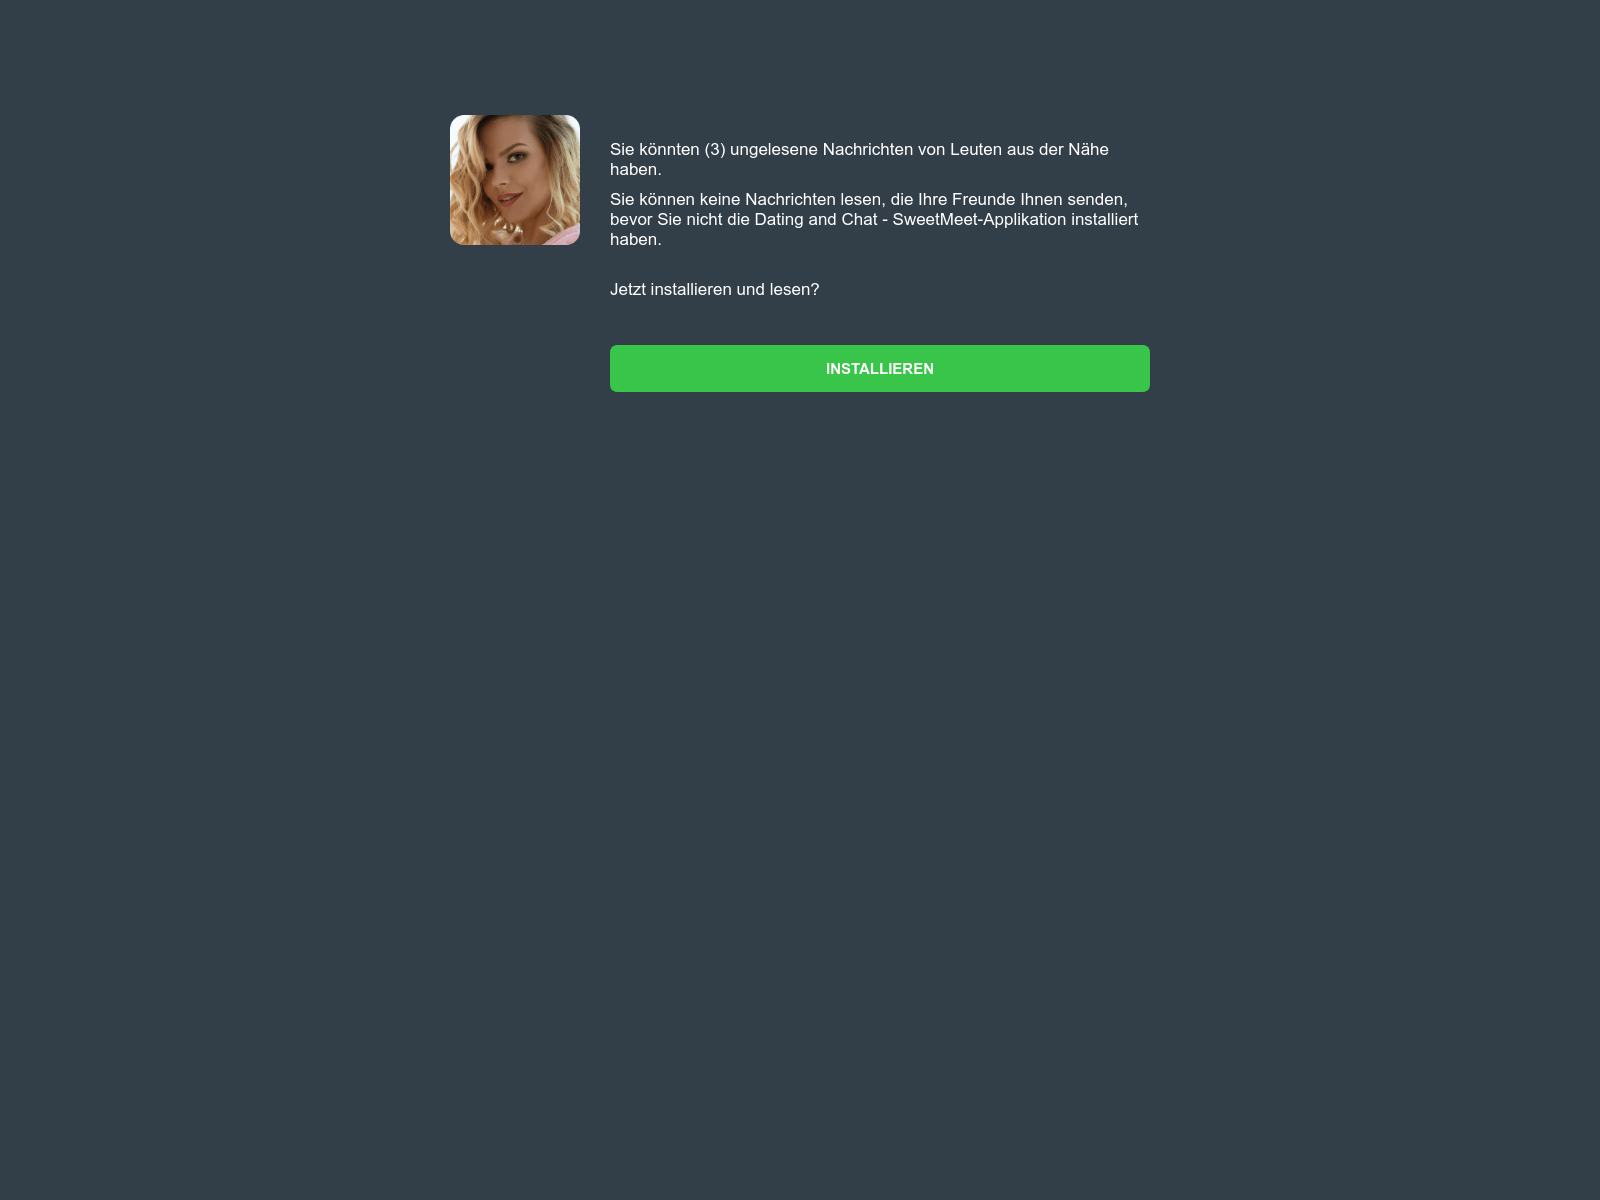 Sie könnten (3) ungelesene Nachrichten von Leuten aus der Nähe
haben.
Sie können keine Nachrichten lesen, die Ihre Freunde Ihnen senden,
bevor Sie nicht die Dating and Chat - SweetMeet-Applikation installiert
haben.
Jetzt installieren und lesen?
INSTALLIEREN